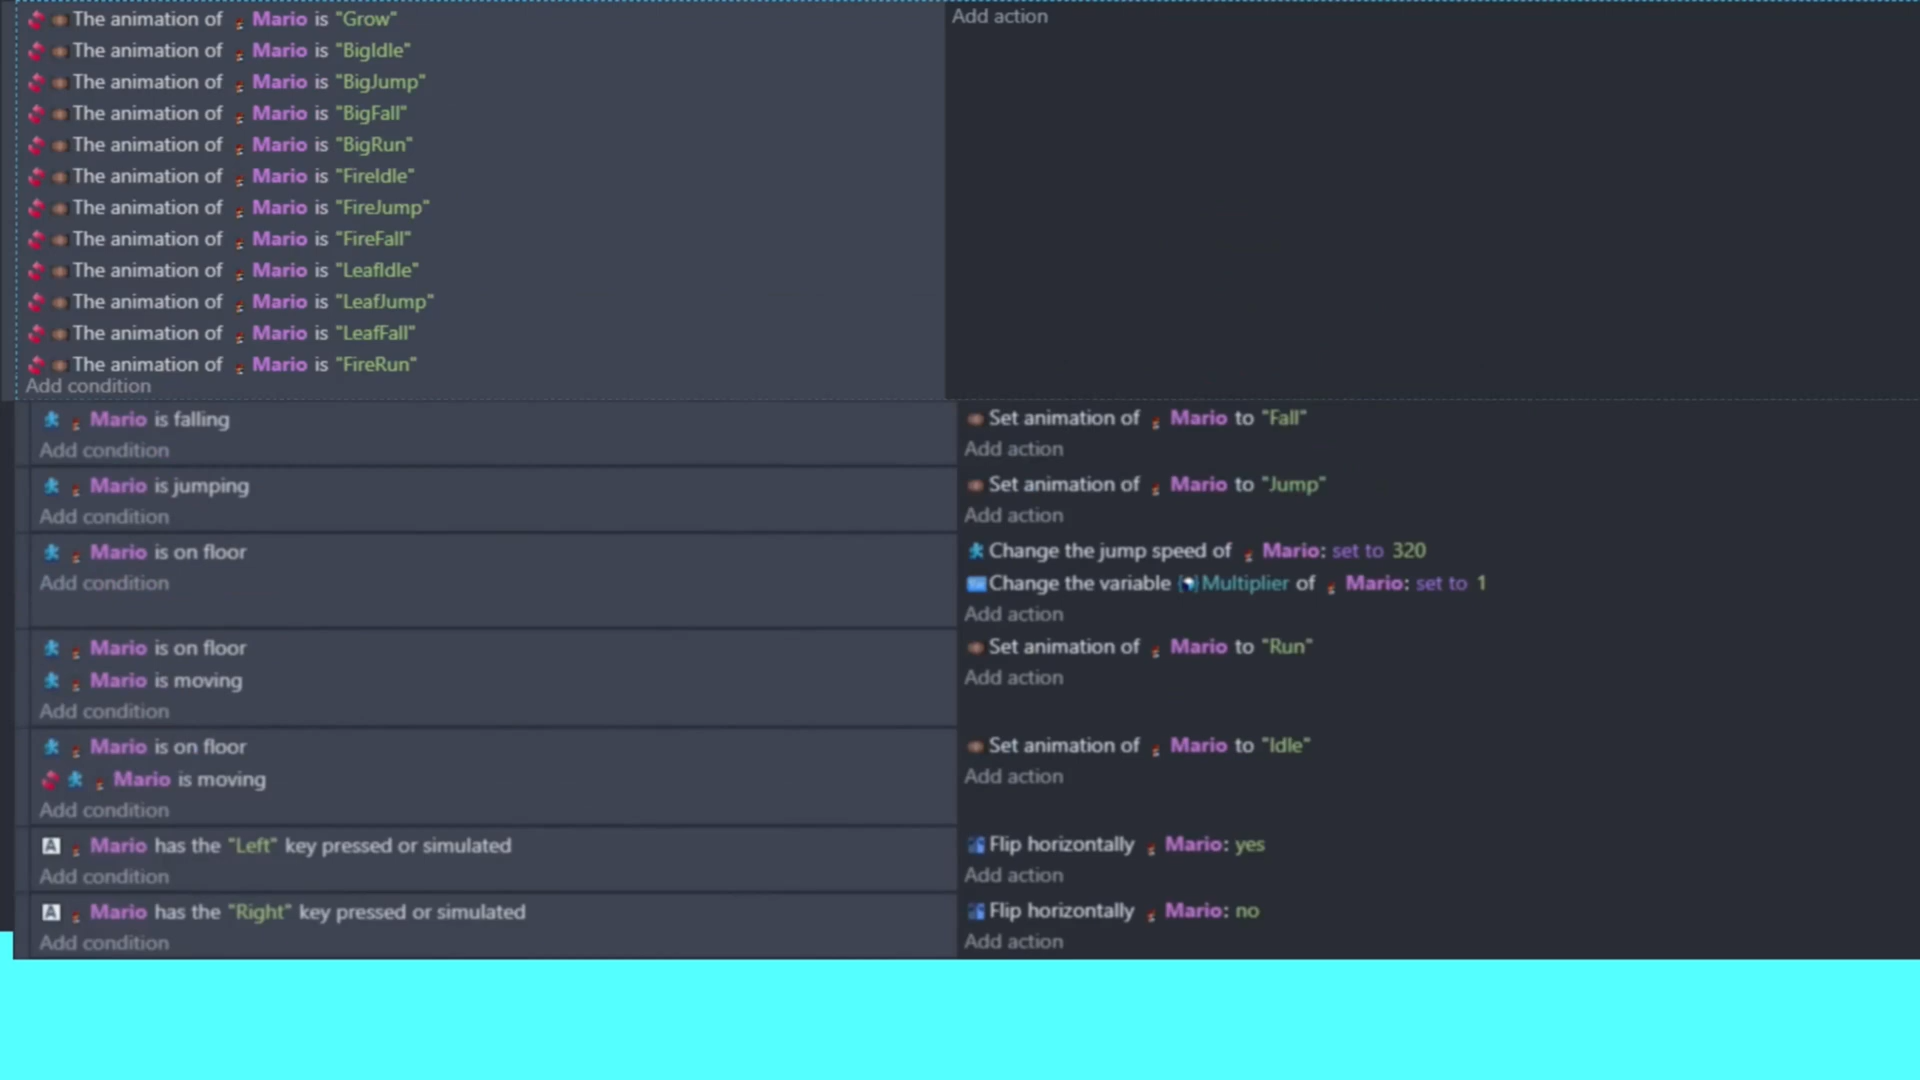 The animation of Mario is "Grow"
Add action
The animation of Mario is "BigIdle"
The animation of Mario is "BigJump"
The animation of Mario is "BigFall"
The animation of Mario is "BigRun"
The animation of Mario is "FireIdle"
The animation of Mario is "FireJump"
The animation of Mario is "FireFall"
The animation of Mario is "LeafIdle"
The animation of Mario is "LeafJump"
The animation of Mario is "LeafFall"
The animation of Mario is "FireRun"
Add condition
Mario is falling
Set animation of Mario to "Fall"
Add condition
Add action
Mario is jumping
Set animation of Mario to "Jump"
Add condition
Add action
Mario is on floor
Change the jump speed of Mario: set to 320
Add condition
Change the variable Multiplier of Mario: set to 1
Add action
Mario is on floor
Set animation of Mario to "Run"
Mario is moving
Add action
Add condition
Mario is on floor
Set animation of Mario to "Idle"
Mario is moving
Add action
Add condition
Mario has the "Left" key pressed or simulated
Flip horizontally Mario: yes
Add condition
Add action
Mario has the "Right" key pressed or simulated
Flip horizontally Mario: no
Add condition
Add action